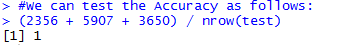 > #We can test the Accuracy as follows:
> (2356 + 5907 + 3650) / nrow(test)
[1] 1